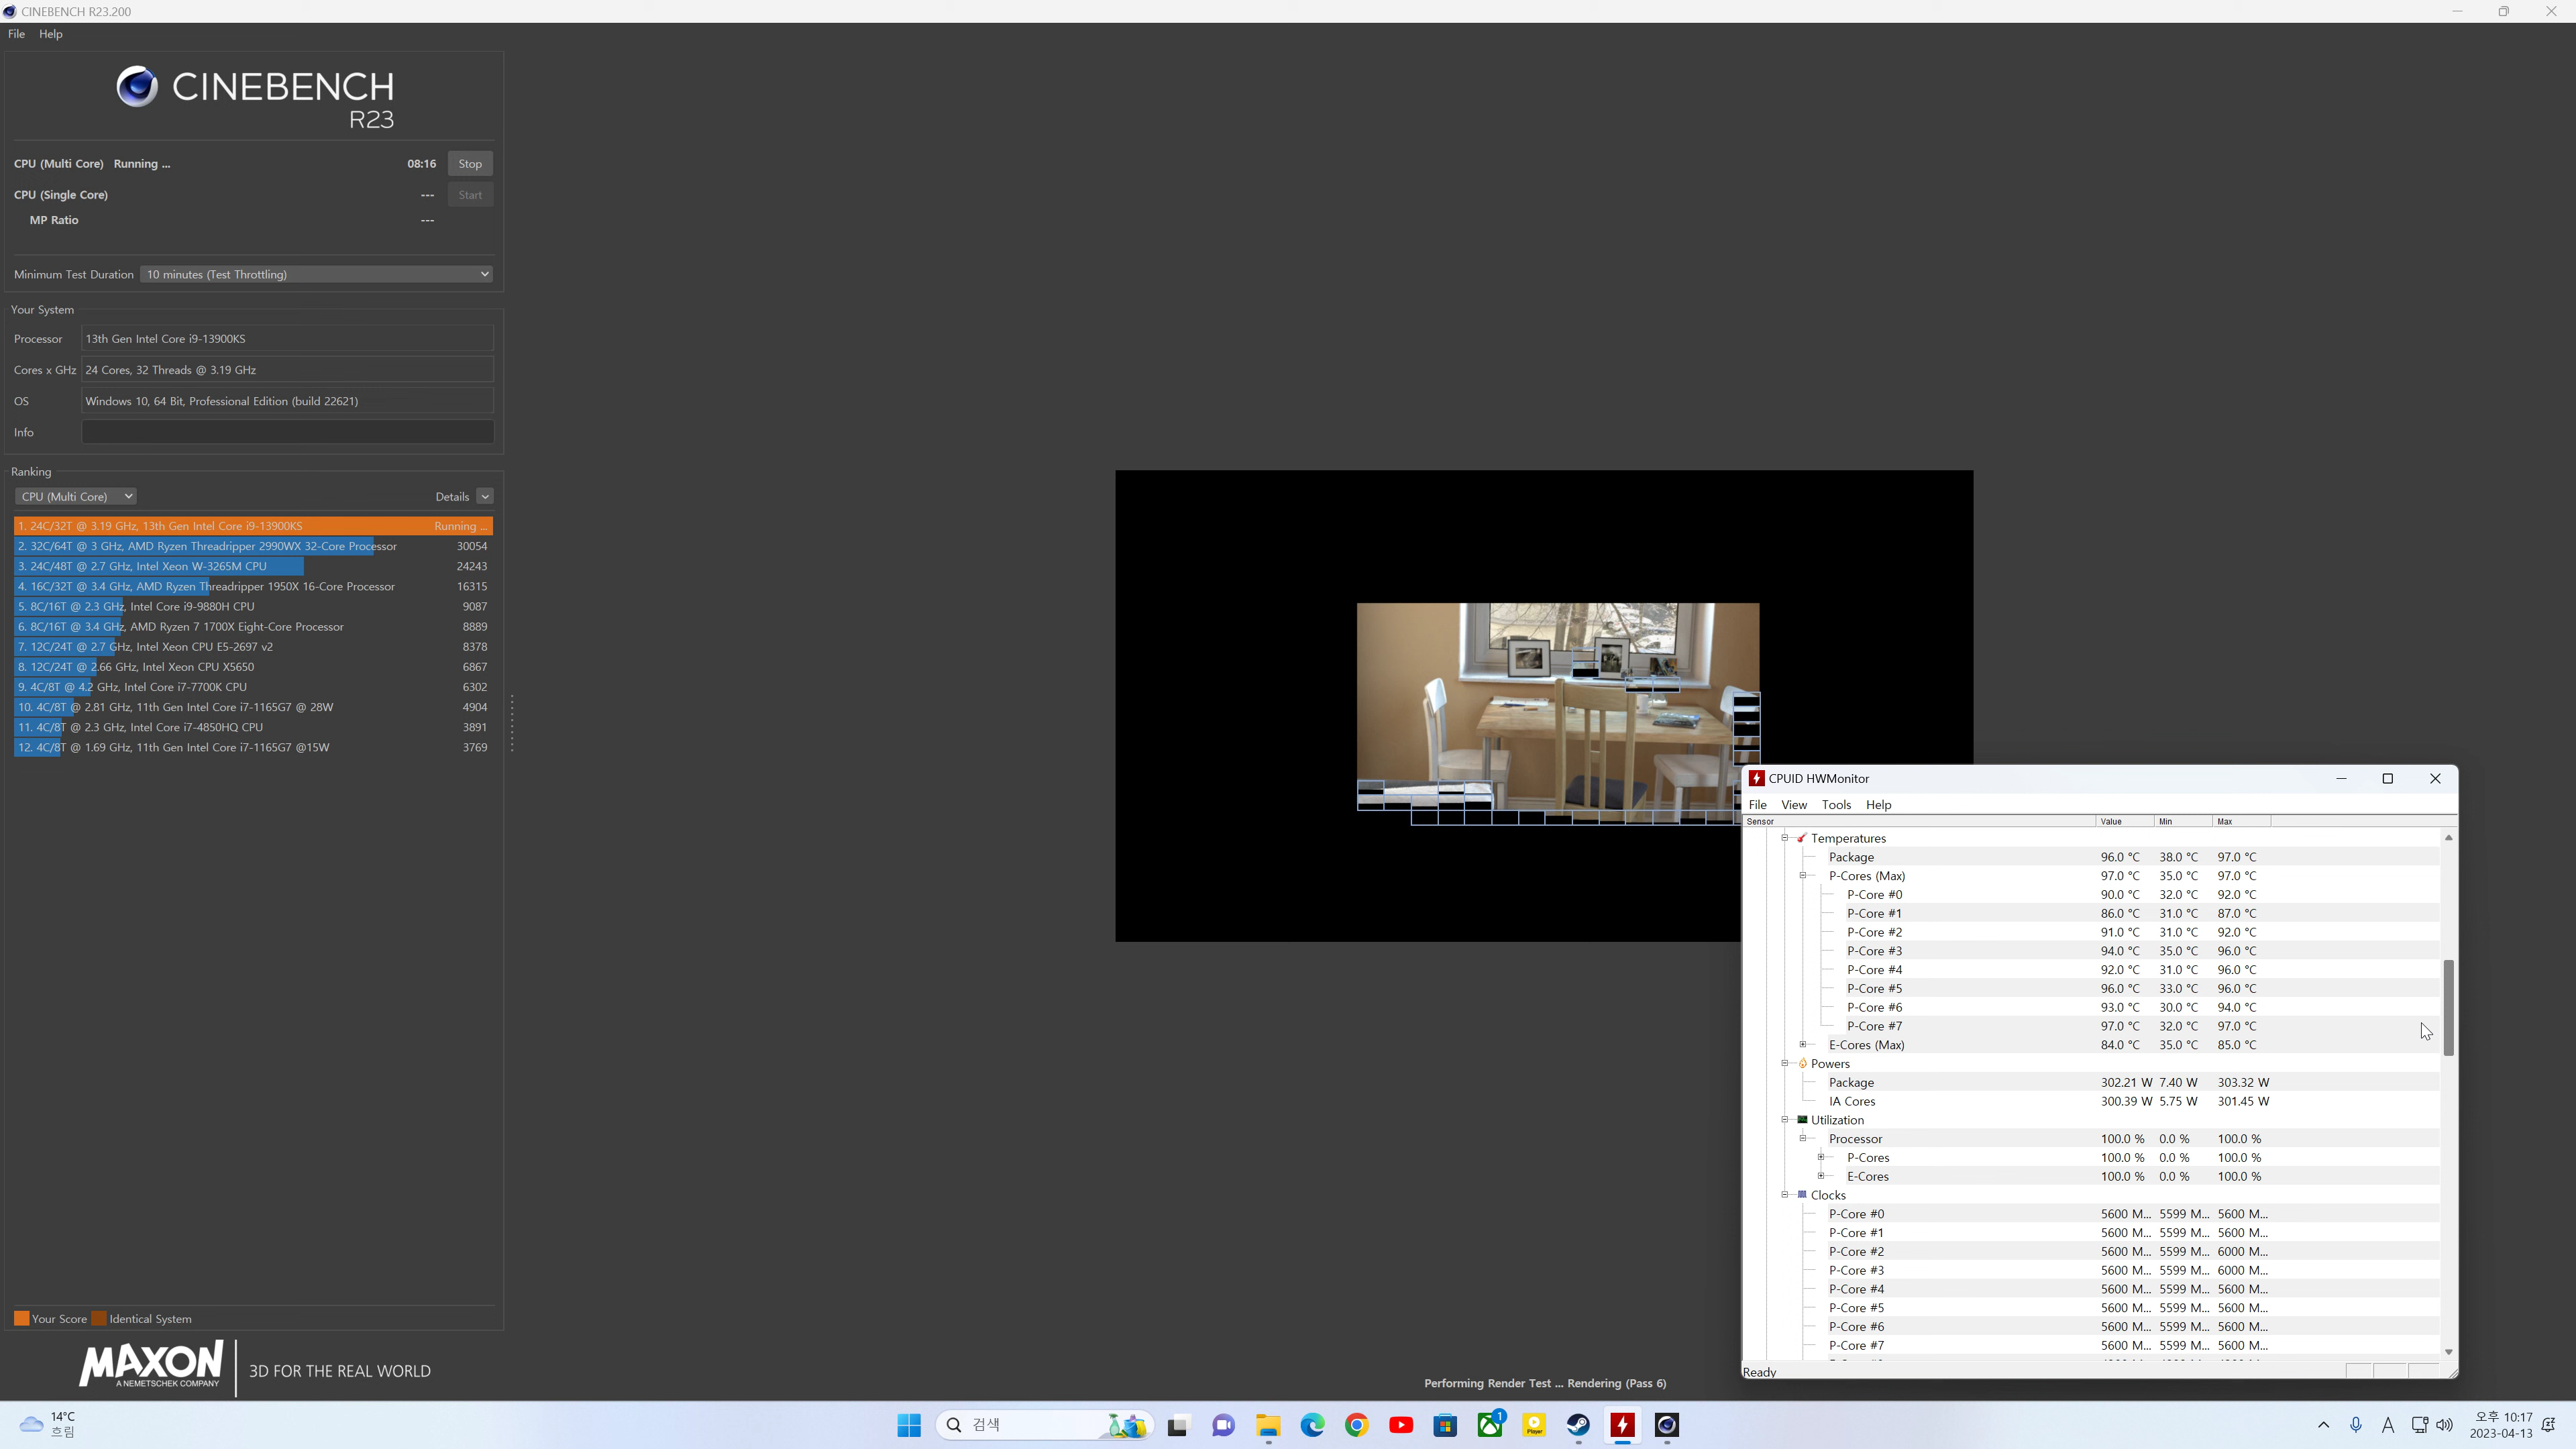 CINEBENCH R23.200
File Help
CINEBENCH
R23
CPU (Multi Core) Running ... 08:16 Stop
CPU (Single Core) --- Start
MP Ratio ---
Minimum Test Duration 10 minutes (Test Throttling)
Your System
Processor 13th Gen Intel Core i9-13900KS
Cores x GHz 24 Cores, 32 Threads @ 3.19 GHz
OS Windows 10, 64 Bit, Professional Edition (build 22621)
Info
Ranking
CPU (Multi Core) Details
1. 24C/32T @ 3.19 GHz, 13th Gen Intel Core i9-13900KS Running ...
2. 32C/64T @ 3 GHz, AMD Ryzen Threadripper 2990WX 32-Core Processor 30054
3. 24C/48T @ 2.7 GHz, Intel Xeon W-3265M CPU 24243
4. 16C/32T @ 3.4 GHz, AMD Ryzen Threadripper 1950X 16-Core Processor 16315
5. 8C/16T @ 2.3 GHz, Intel Core i9-9880H CPU 9087
6. 8C/16T @ 3.4 GHz, AMD Ryzen 7 1700X Eight-Core Processor 8889
7. 12C/24T @ 2.7 GHz, Intel Xeon CPU E5-2697 v2 8378
8. 12C/24T @ 2.66 GHz, Intel Xeon CPU X5650 6867
9. 4C/8T @ 4.2 GHz, Intel Core i7-7700K CPU 6302
10. 4C/8T @ 2.81 GHz, 11th Gen Intel Core i7-1165G7 @ 28W 4904
11. 4C/8T @ 2.3 GHz, Intel Core i7-4850HQ CPU 3891
12. 4C/8T @ 1.69 GHz, 11th Gen Intel Core i7-1165G7 @15W 3769
Your Score Identical System
MAXON
A NEMETSCHEK COMPANY
3D FOR THE REAL WORLD
Performing Render Test ... Rendering (Pass 6)
CPUID HWMonitor
File View Tools Help
Sensor Value Min Max
Temperatures
Package 96.0 °C 38.0 °C 97.0 °C
P-Cores (Max) 97.0 °C 35.0 °C 97.0 °C
P-Core #0 90.0 °C 32.0 °C 92.0 °C
P-Core #1 86.0 °C 31.0 °C 87.0 °C
P-Core #2 91.0 °C 31.0 °C 92.0 °C
P-Core #3 94.0 °C 35.0 °C 96.0 °C
P-Core #4 92.0 °C 31.0 °C 96.0 °C
P-Core #5 96.0 °C 33.0 °C 96.0 °C
P-Core #6 93.0 °C 30.0 °C 94.0 °C
P-Core #7 97.0 °C 32.0 °C 97.0 °C
E-Cores (Max) 84.0 °C 35.0 °C 85.0 °C
Powers
Package 302.21 W 7.40 W 303.32 W
IA Cores 300.39 W 5.75 W 301.45 W
Utilization
Processor 100.0 % 0.0 % 100.0 %
P-Cores 100.0 % 0.0 % 100.0 %
E-Cores 100.0 % 0.0 % 100.0 %
Clocks
P-Core #0 5600 M... 5599 M... 5600 M...
P-Core #1 5600 M... 5599 M... 5600 M...
P-Core #2 5600 M... 5599 M... 6000 M...
P-Core #3 5600 M... 5599 M... 6000 M...
P-Core #4 5600 M... 5599 M... 5600 M...
P-Core #5 5600 M... 5599 M... 5600 M...
P-Core #6 5600 M... 5599 M... 5600 M...
P-Core #7 5600 M... 5599 M... 5600 M...
Ready
14°C
흐림
검색
1
Player
A
오후 10:17
2023-04-13